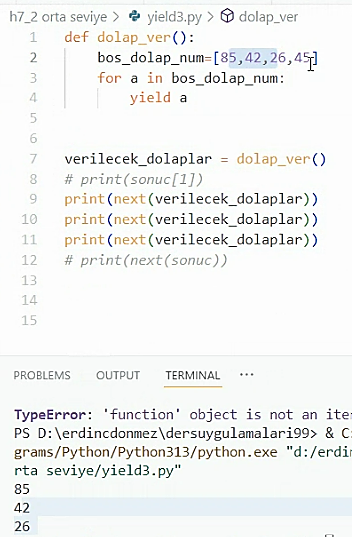 h7_2 orta seviye > yield3.py > dolap_ver
1 def dolap_ver():
2 bos_dolap_num=[85,42,26,45]
3 for a in bos_dolap_num:
4 yield a
5
6
7 verilecek_dolaplar = dolap_ver()
8 # print(sonuc[1])
9 print(next(verilecek_dolaplar))
10 print(next(verilecek_dolaplar))
11 print(next(verilecek_dolaplar))
12 # print(next(sonuc))
13
14
15
PROBLEMS OUTPUT TERMINAL ···
TypeError: 'function' object is not an ite
PS D:\erdincdonmez\dersuygulamalari99> & C:
grams/Python/Python313/python.exe "d:/erdin
rta seviye/yield3.py"
85
42
26